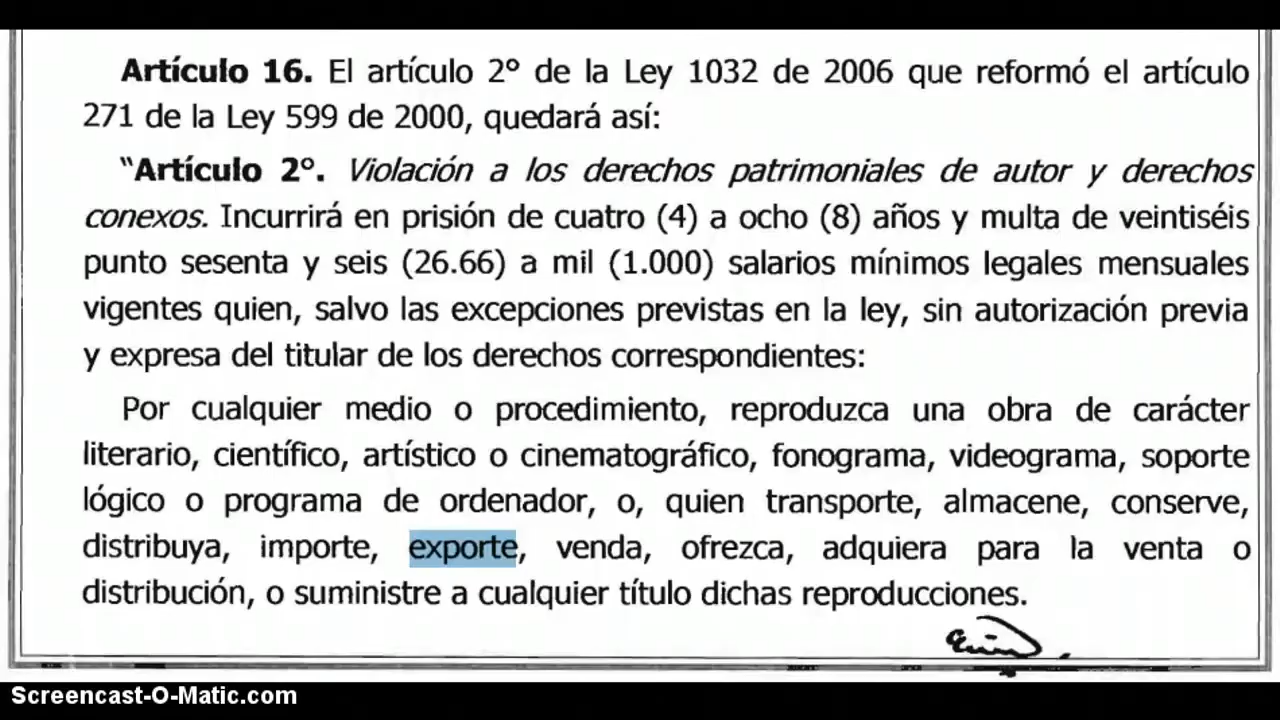 Artículo 16. El artículo 2º de la Ley 1032 de 2006 que reformó el artículo
271 de la Ley 599 de 2000, quedará así:
“Artículo 2º. Violación a los derechos patrimoniales de autor y derechos
conexos. Incurrirá en prisión de cuatro (4) a ocho (8) años y multa de veintiséis
punto sesenta y seis (26.66) a mil (1.000) salarios mínimos legales mensuales
vigentes quien, salvo las excepciones previstas en la ley, sin autorización previa
y expresa del titular de los derechos correspondientes:
Por cualquier medio o procedimiento, reproduzca una obra de carácter
literario, científico, artístico o cinematográfico, fonograma, videograma, soporte
lógico o programa de ordenador, o, quien transporte, almacene, conserve,
distribuya, importe, exporte, venda, ofrezca, adquiera para la venta o
distribución, o suministre a cualquier título dichas reproducciones.
Screencast-O-Matic.com